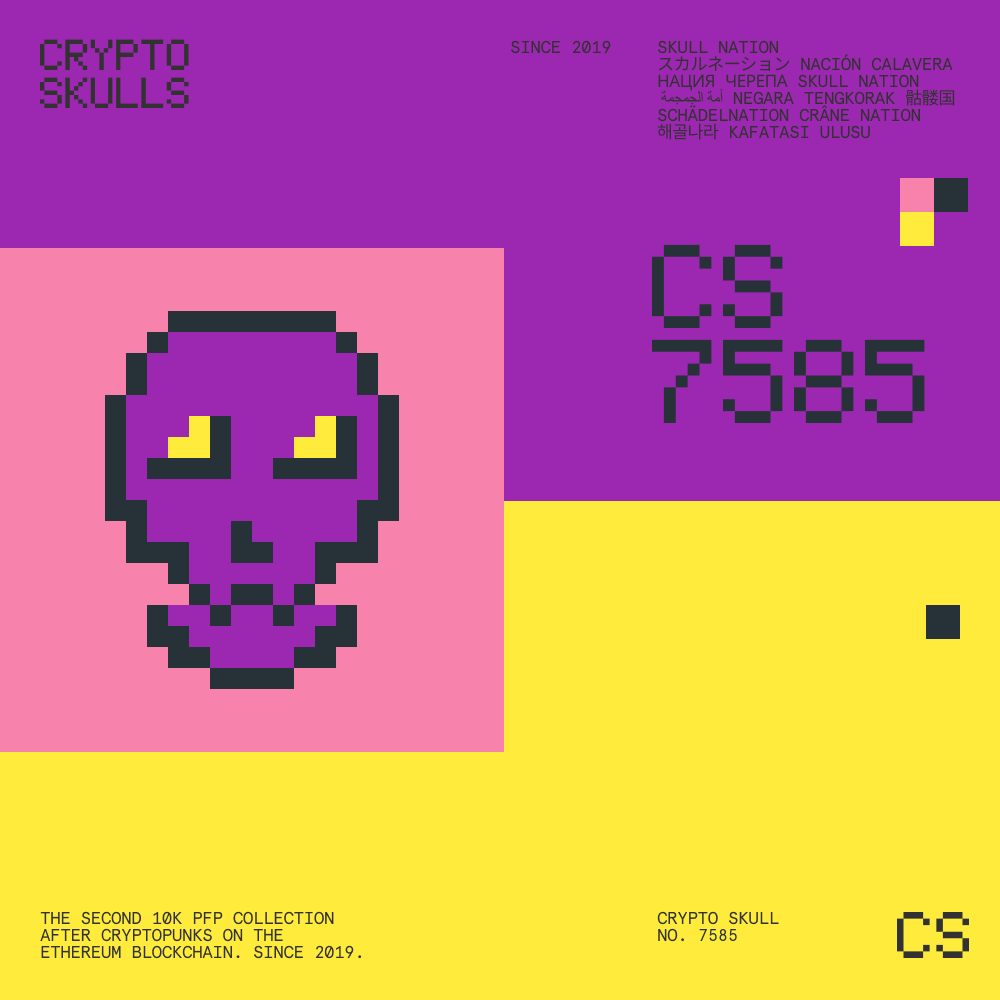 CRYPTO
SKULLS
SINCE 2019
SKULL NATION
スカルネーション NACIÓN CALAVERA
НАЦИЯ ЧЕРЕПА SKULL NATION
أمة الجمجمة NEGARA TENGKORAK 骷髅国
SCHÄDELNATION CRÂNE NATION
해골나라 KAFATASI ULUSU
CS
7585
THE SECOND 10K PFP COLLECTION
AFTER CRYPTOPUNKS ON THE
ETHEREUM BLOCKCHAIN. SINCE 2019.
CRYPTO SKULL
NO. 7585
CS